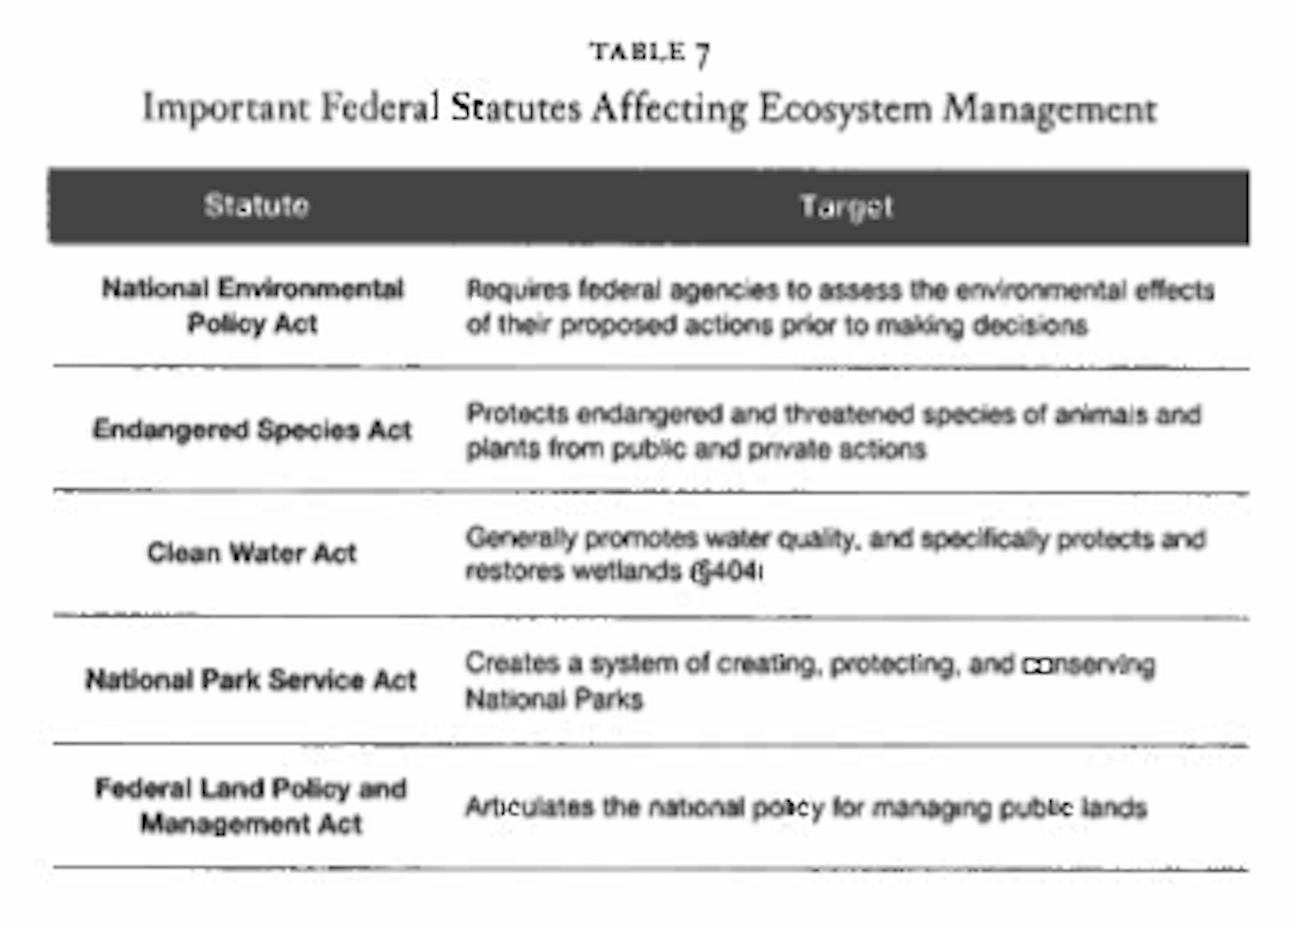 TABLE 7
Important Federal Statutes Affecting Ecosystem Management
Statute Target
National Environmental Policy Act
Requires federal agencies to assess the environmental effects
of their proposed actions prior to making decisions
Endangered Species Act
Protects endangered and threatened species of animals and
plants from public and private actions
Clean Water Act
Generally promotes water quality, and specifically protects and
restores wetlands (§404)
National Park Service Act
Creates a system of creating, protecting, and conserving
National Parks
Federal Land Policy and
Management Act
Articulates the national policy for managing public lands